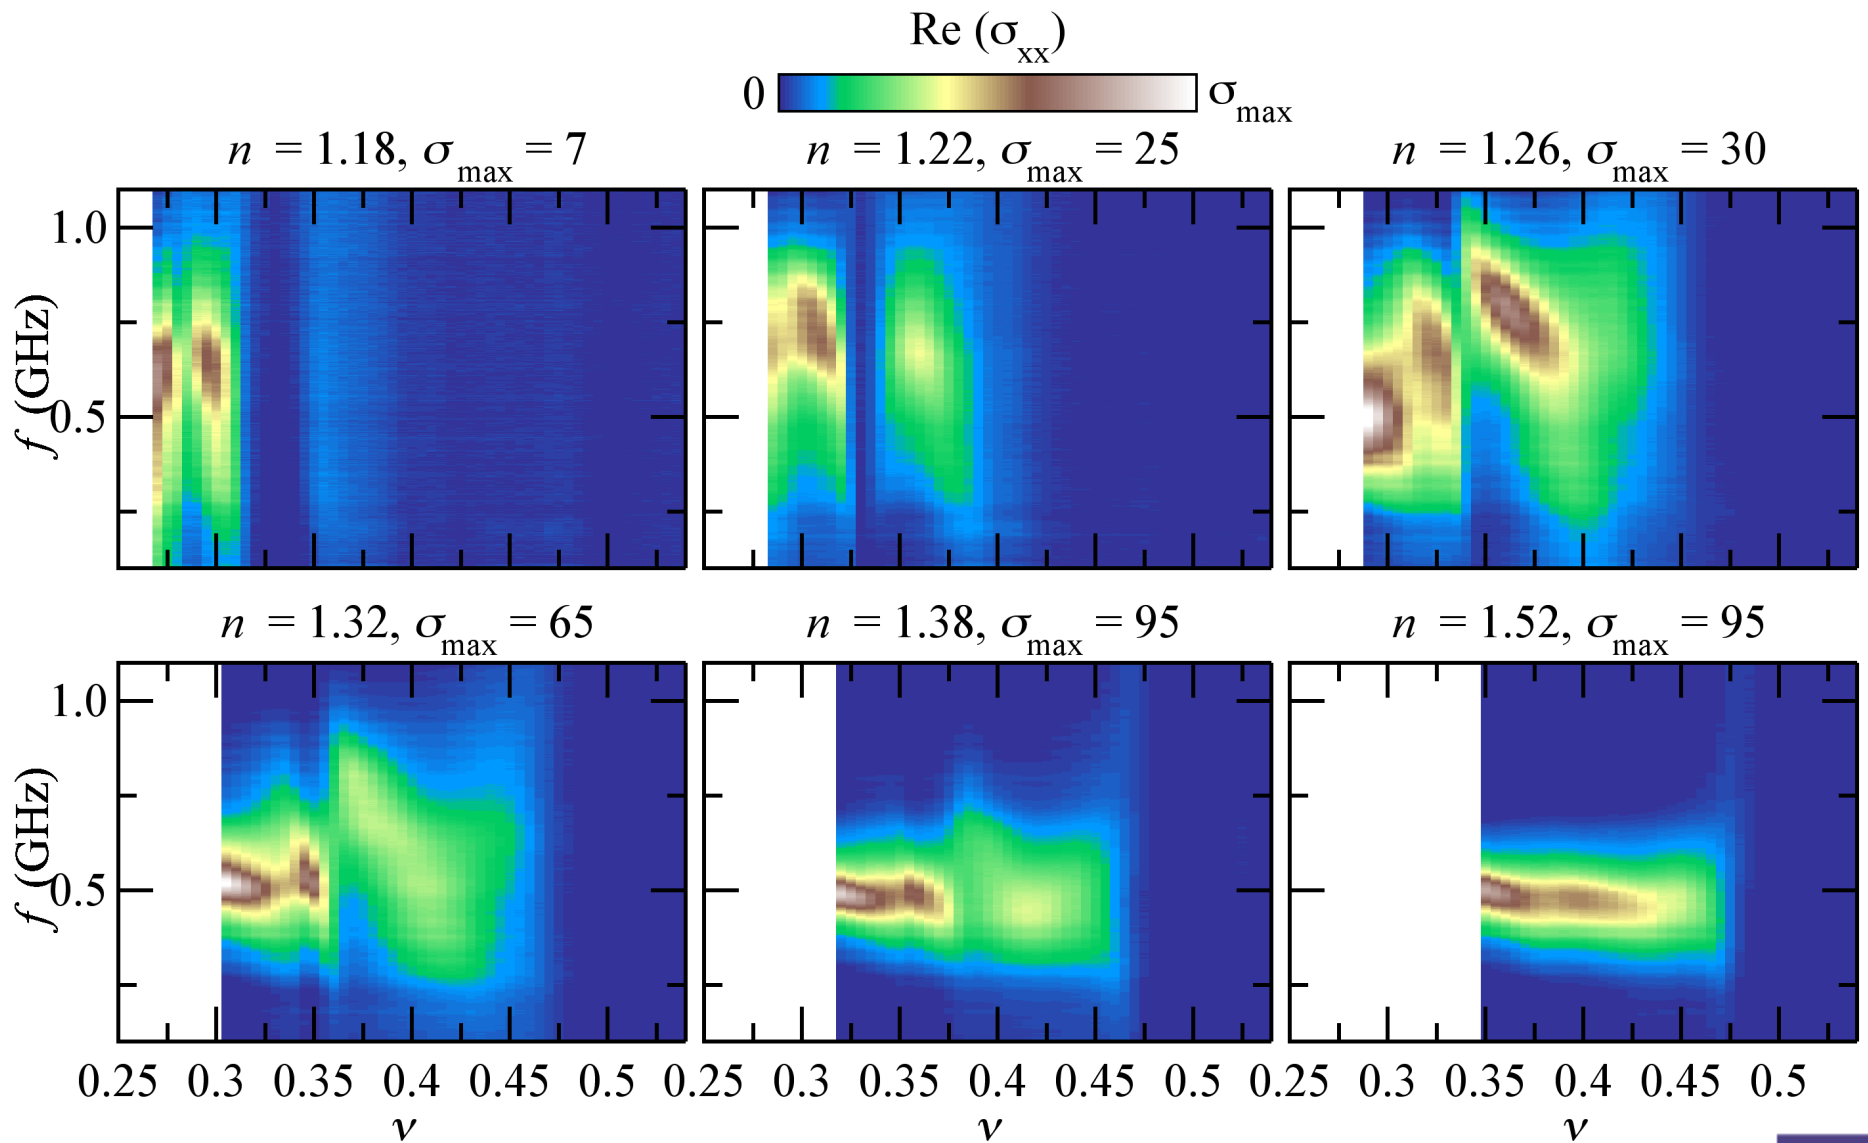 Re (σxx)
0 σmax
n = 1.18, σmax = 7
n = 1.22, σmax = 25
n = 1.26, σmax = 30
1.0
0.5
f (GHz)
n = 1.32, σmax = 65
n = 1.38, σmax = 95
n = 1.52, σmax = 95
1.0
0.5
f (GHz)
0.25 0.3 0.35 0.4 0.45 0.5 0.25 0.3 0.35 0.4 0.45 0.5 0.25 0.3 0.35 0.4 0.45 0.5
ν ν ν